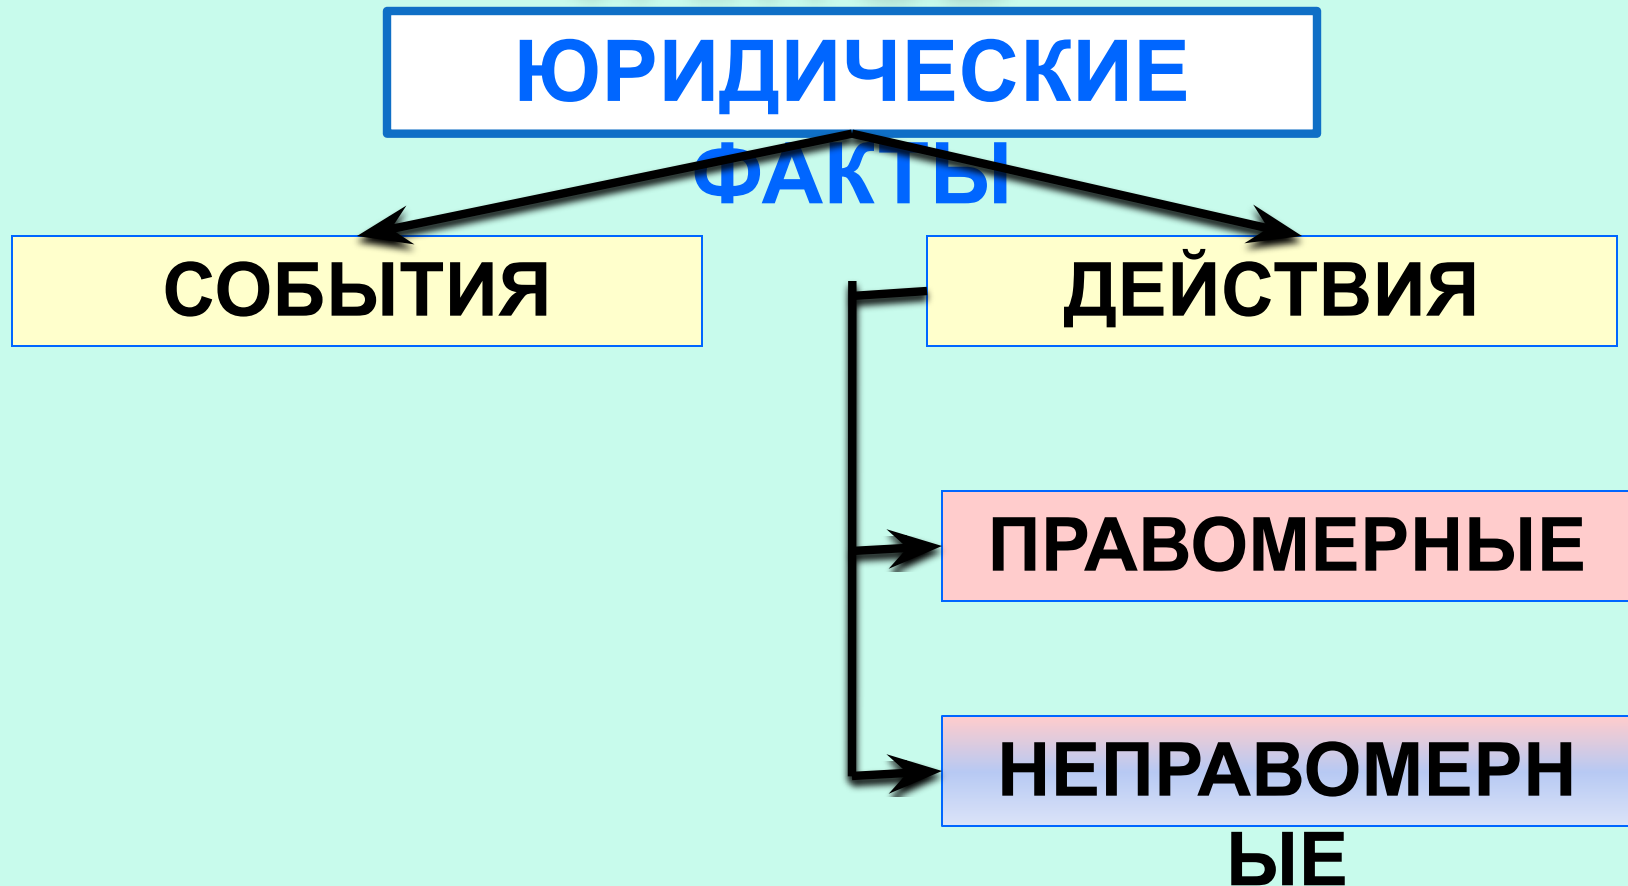 ЮРИДИЧЕСКИЕ
ФАКТЫ
СОБЫТИЯ
ДЕЙСТВИЯ
ПРАВОМЕРНЫЕ
НЕПРАВОМЕРН
ЫЕ